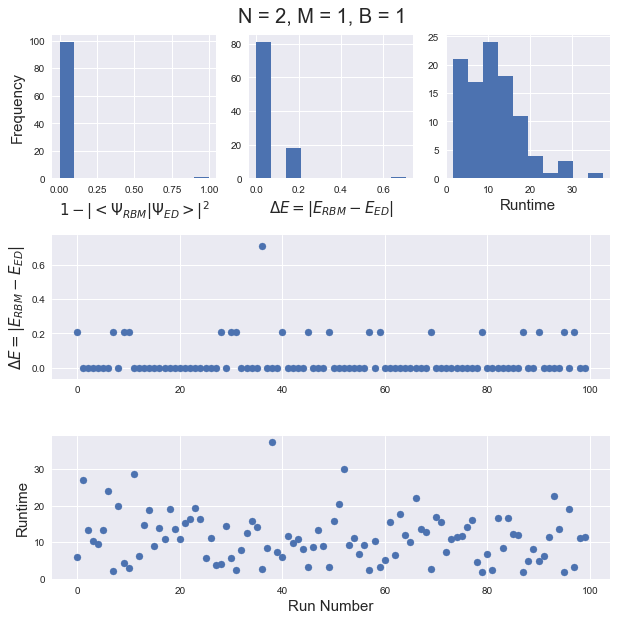 N = 2, M = 1, B = 1
Frequency
100
80
60
40
20
0
0.00 0.25 0.50 0.75 1.00
1 − | < Ψ_RBM|Ψ_ED > |²
80
60
40
20
0
0.0 0.2 0.4 0.6
ΔE = |E_RBM − E_ED|
25
20
15
10
5
0
0 10 20 30
Runtime
ΔE = |E_RBM − E_ED|
0.6
0.4
0.2
0.0
0 20 40 60 80 100
Runtime
30
20
10
0
0 20 40 60 80 100
Run Number